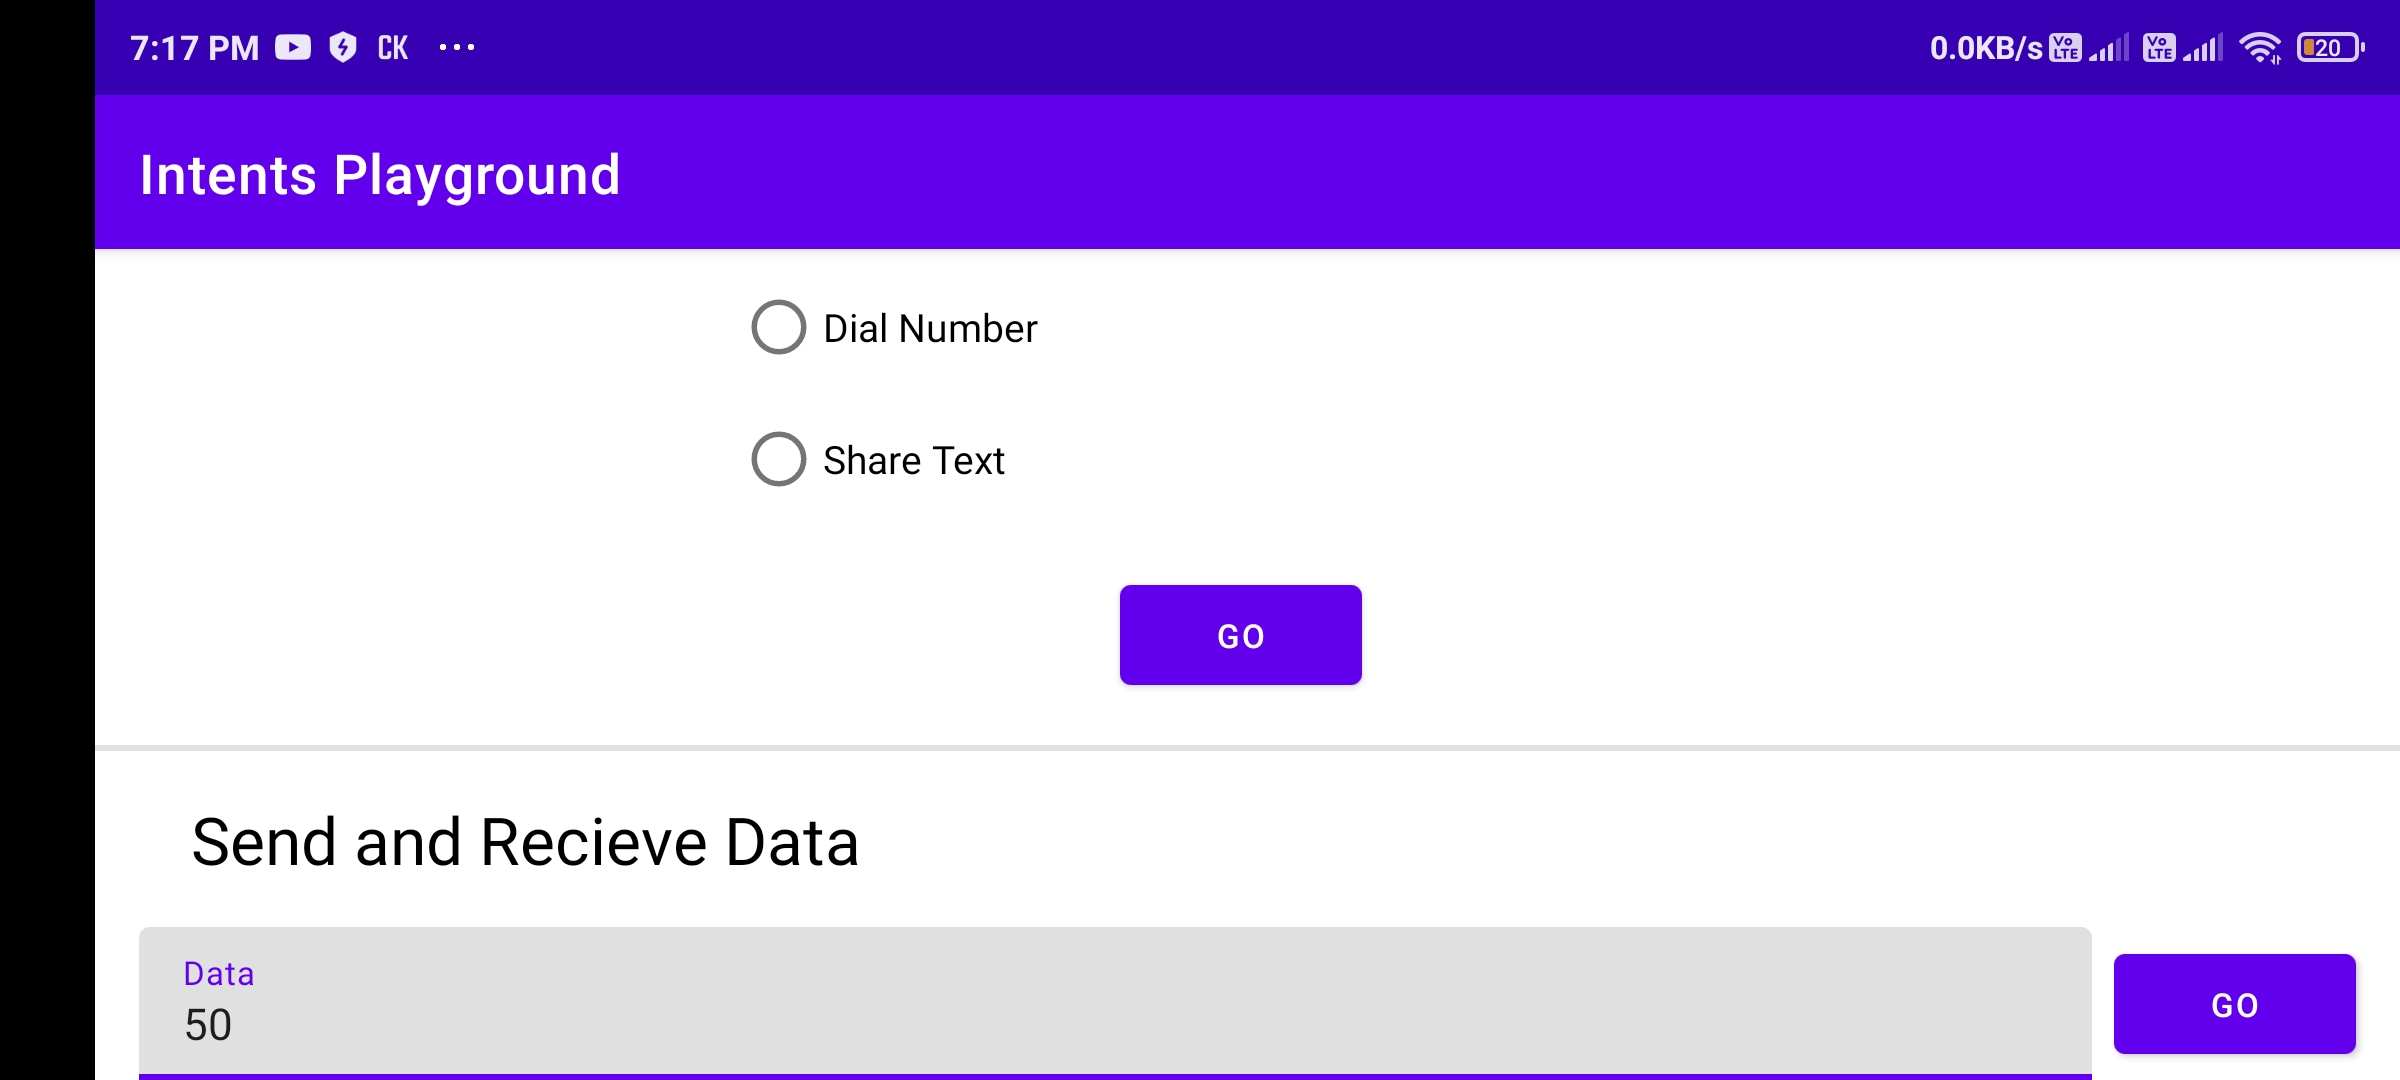 7:17 PM CK ... 0.0KB/s Vo LTE Vo LTE 20
Intents Playground
Dial Number
Share Text
GO
Send and Recieve Data
Data
50
GO